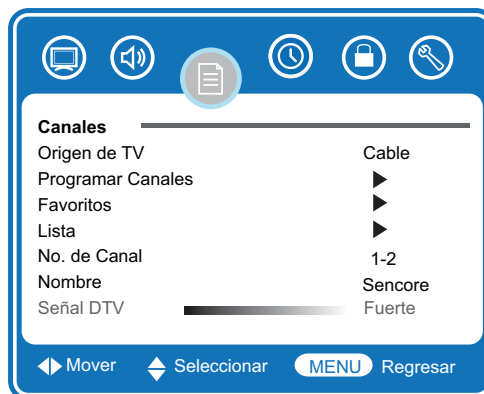 Canales
Origen de TV Cable
Programar Canales
Favoritos
Lista
No. de Canal 1-2
Nombre Sencore
Señal DTV Fuerte
Mover Seleccionar MENU Regresar